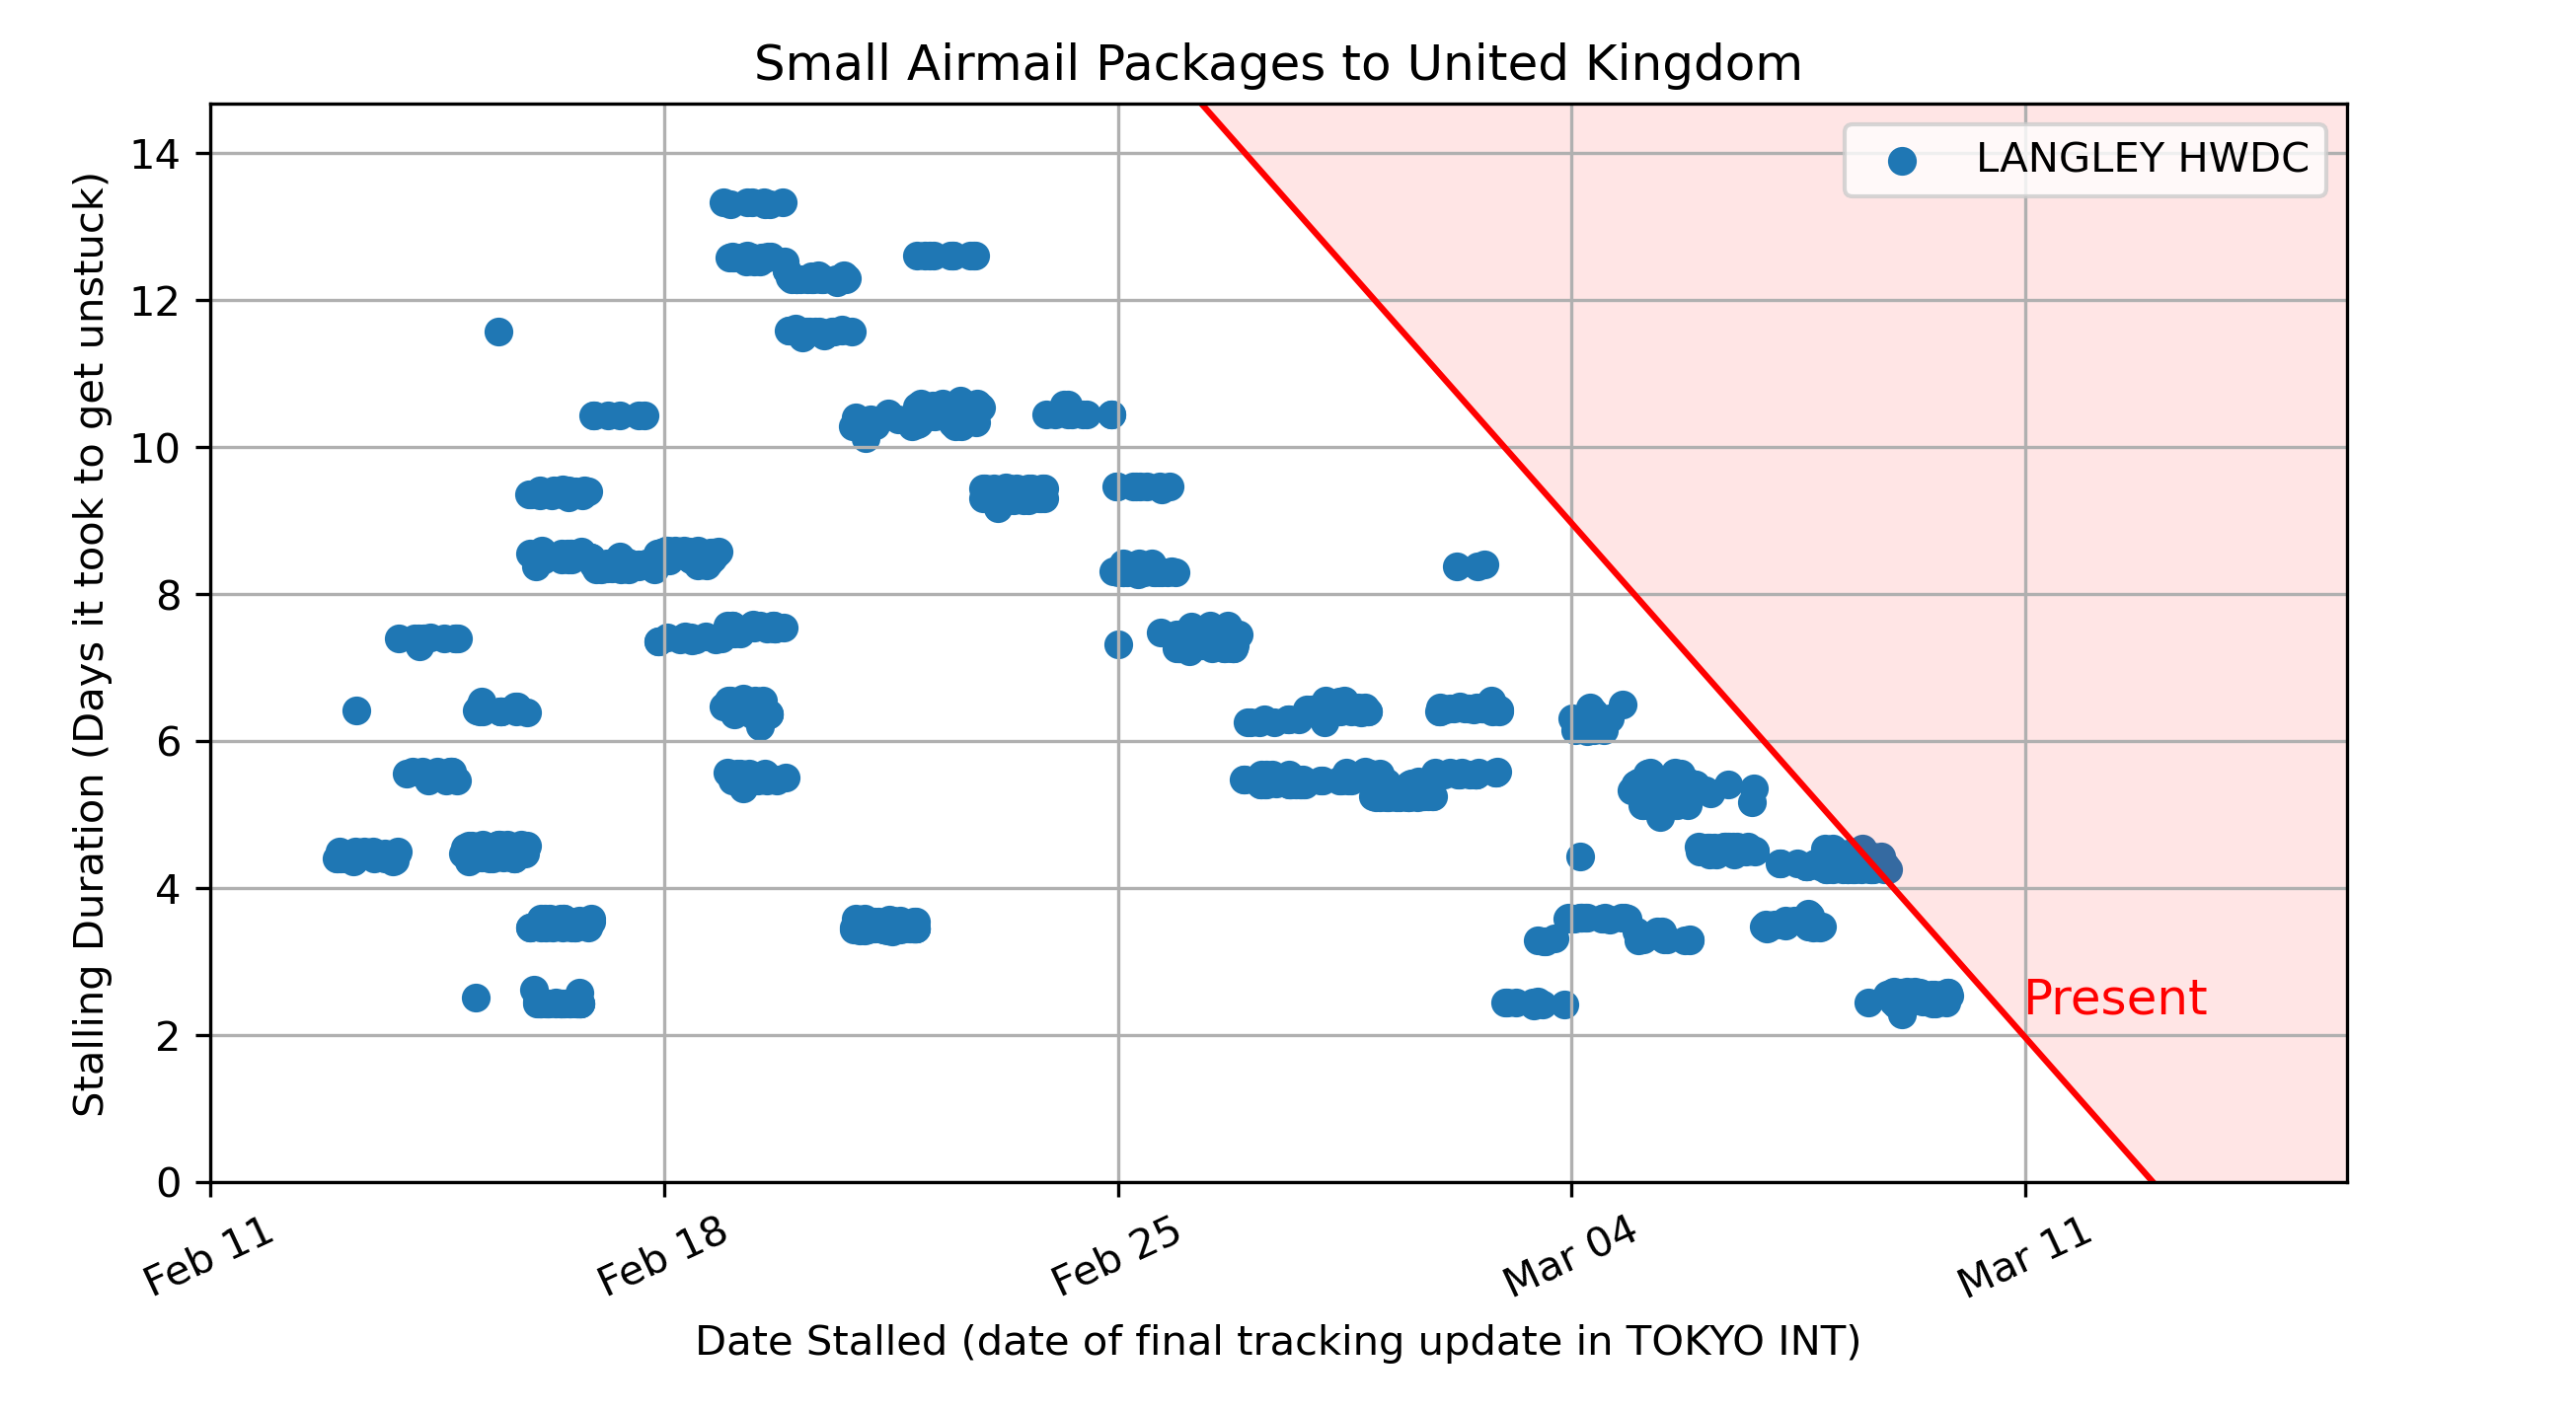 Small Airmail Packages to United Kingdom
Stalling Duration (Days it took to get unstuck)
14
12
10
8
6
4
2
0
LANGLEY HWDC
Present
Feb 11
Feb 18
Feb 25
Mar 04
Mar 11
Date Stalled (date of final tracking update in TOKYO INT)